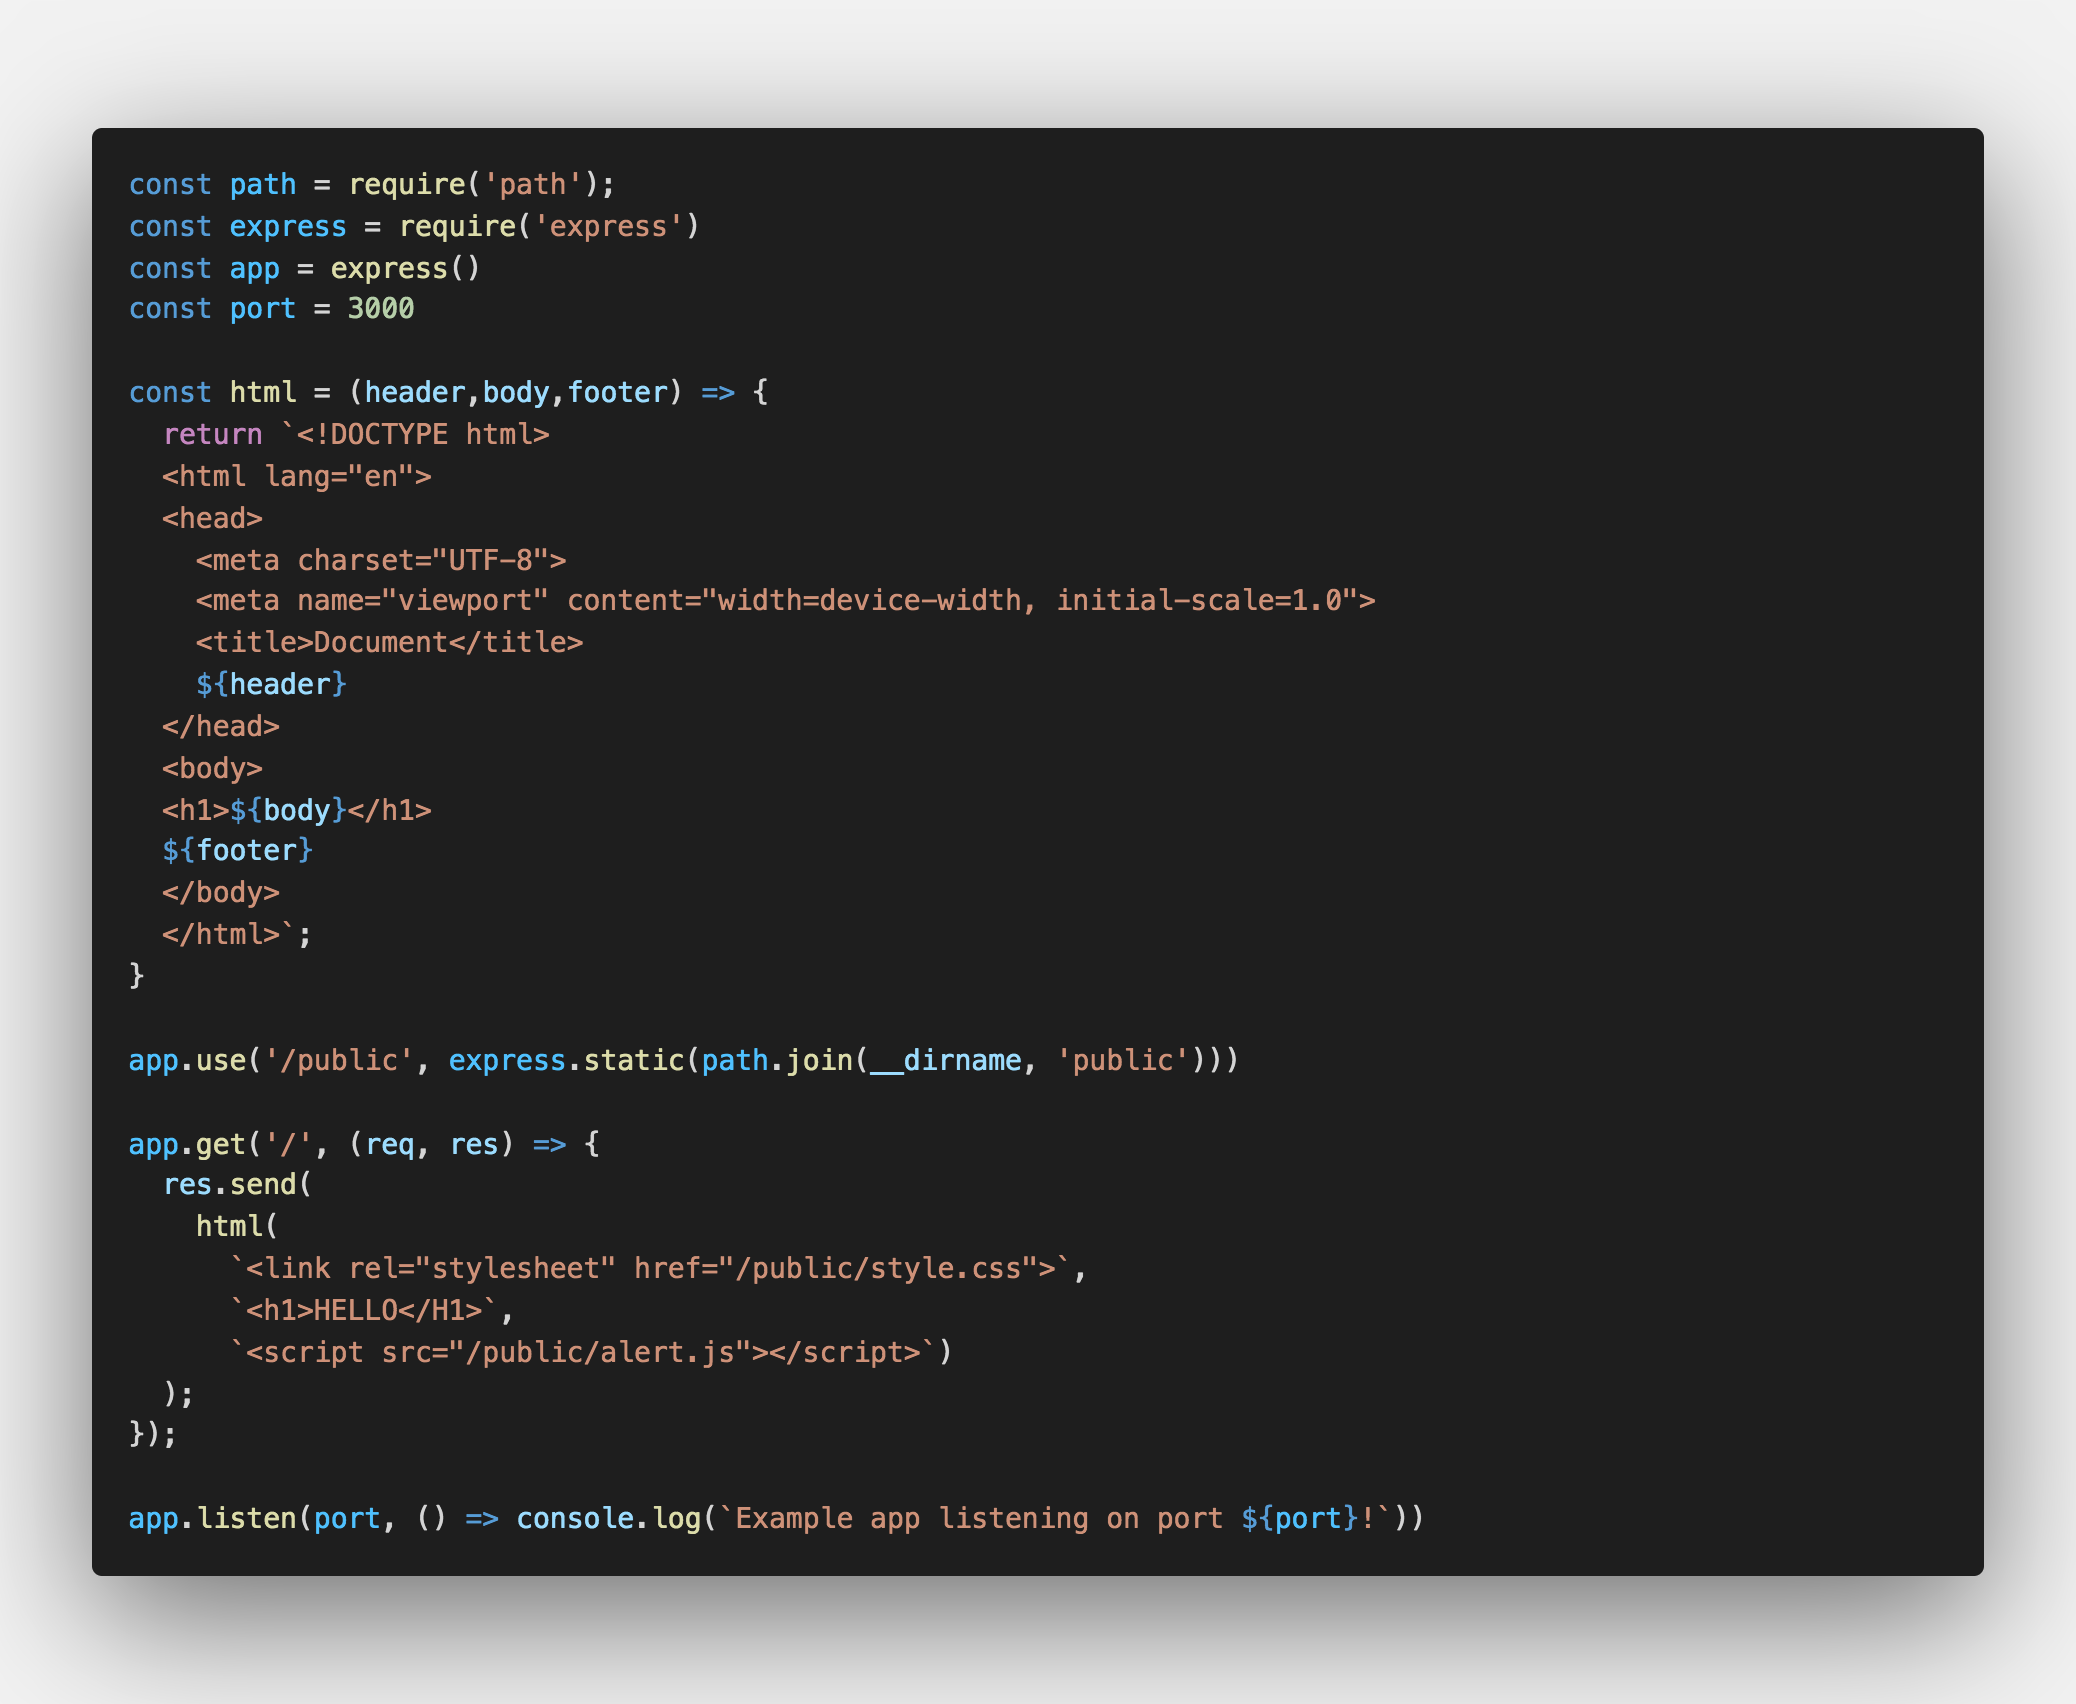 const path = require('path');
const express = require('express')
const app = express()
const port = 3000

const html = (header,body,footer) => {
  return `<!DOCTYPE html>
  <html lang="en">
  <head>
    <meta charset="UTF-8">
    <meta name="viewport" content="width=device-width, initial-scale=1.0">
    <title>Document</title>
    ${header}
  </head>
  <body>
  <h1>${body}</h1>
  ${footer}
  </body>
  </html>`;
}

app.use('/public', express.static(path.join(__dirname, 'public')))

app.get('/', (req, res) => {
  res.send(
    html(
      `<link rel="stylesheet" href="/public/style.css">`,
      `<h1>HELLO</H1>`,
      `<script src="/public/alert.js"></script>`)
  );
});

app.listen(port, () => console.log(`Example app listening on port ${port}!`))